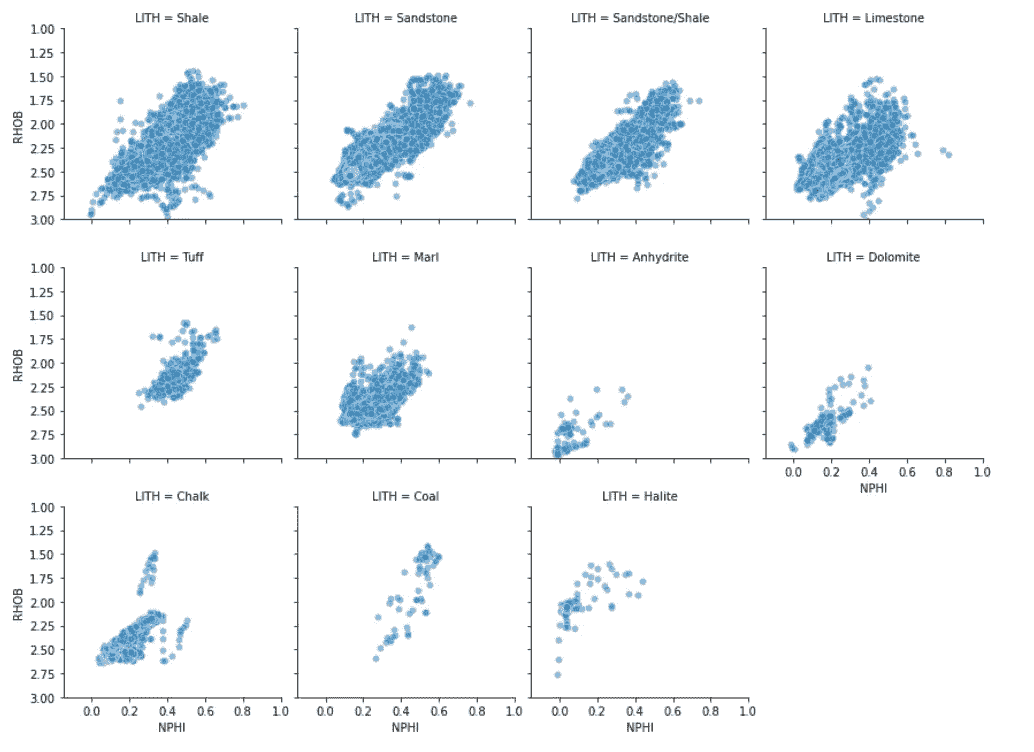 LITH = Shale
LITH = Sandstone
LITH = Sandstone/Shale
LITH = Limestone
1.00
1.25
1.50
1.75
2.00
2.25
2.50
2.75
3.00
RHOB
LITH = Tuff
LITH = Marl
LITH = Anhydrite
LITH = Dolomite
1.00
1.25
1.50
1.75
2.00
2.25
2.50
2.75
3.00
RHOB
0.0 0.2 0.4 0.6 0.8 1.0
NPHI
LITH = Chalk
LITH = Coal
LITH = Halite
1.00
1.25
1.50
1.75
2.00
2.25
2.50
2.75
3.00
RHOB
0.0 0.2 0.4 0.6 0.8 1.0
NPHI
0.0 0.2 0.4 0.6 0.8 1.0
NPHI
0.0 0.2 0.4 0.6 0.8 1.0
NPHI